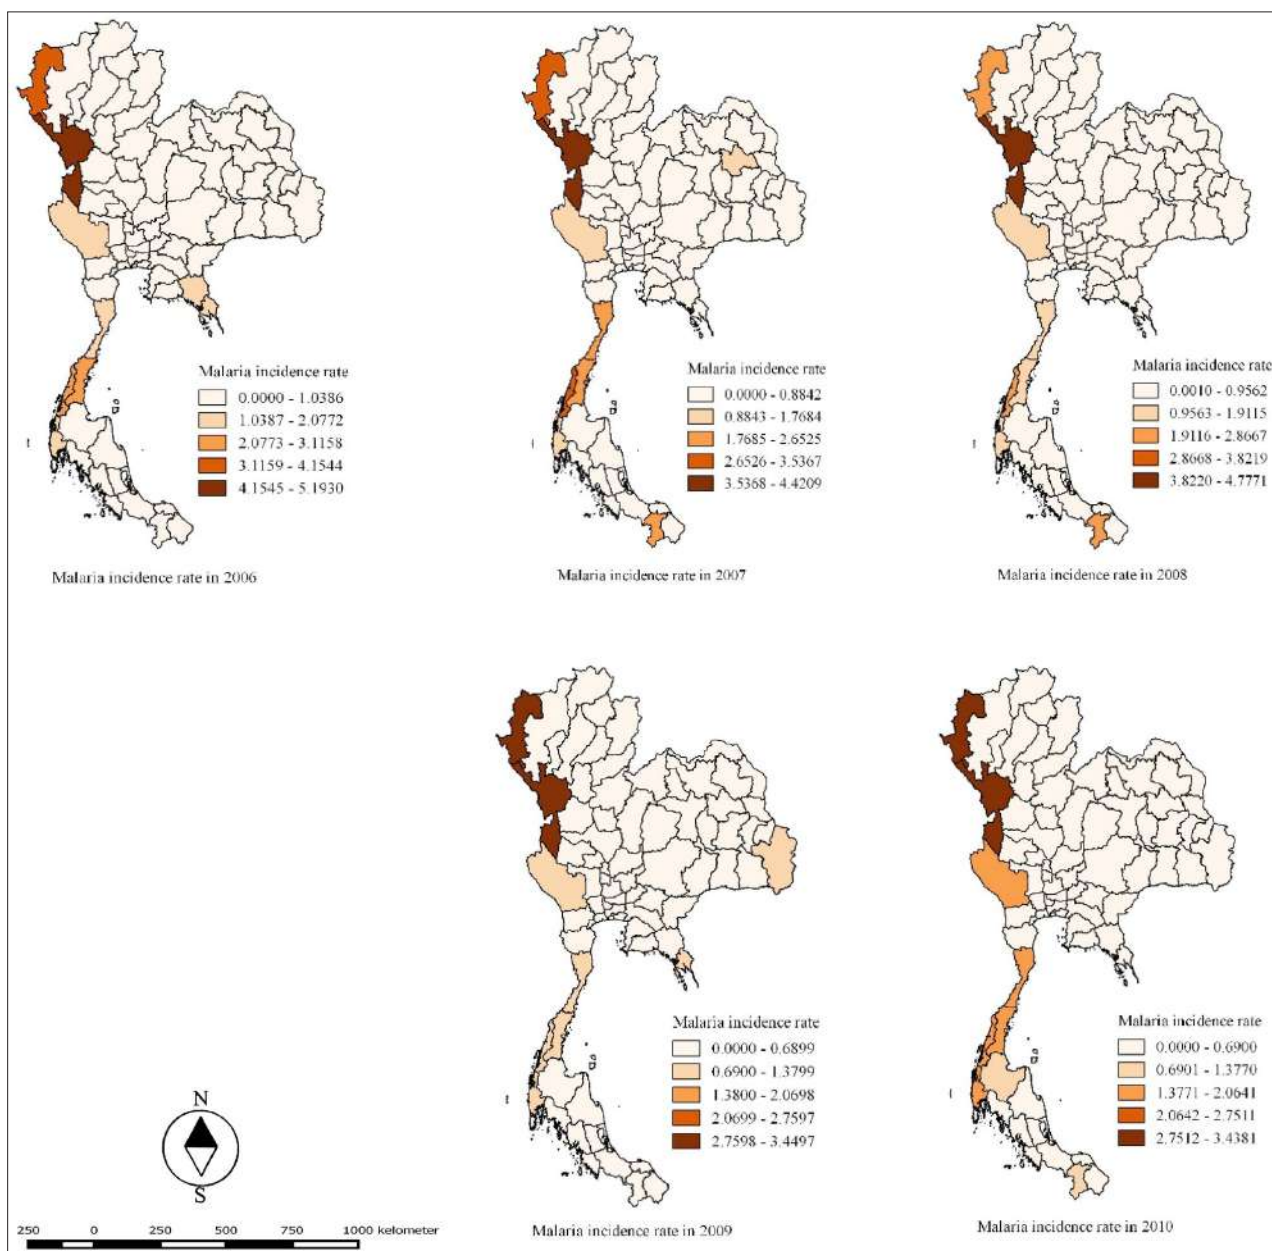 Malaria incidence rate
0.0000 - 1.0386
1.0387 - 2.0772
2.0773 - 3.1158
3.1159 - 4.1544
4.1545 - 5.1930
Malaria incidence rate in 2006
Malaria incidence rate
0.0000 - 0.8842
0.8843 - 1.7684
1.7685 - 2.6525
2.6526 - 3.5367
3.5368 - 4.4209
Malaria incidence rate in 2007
Malaria incidence rate
0.0010 - 0.9562
0.9563 - 1.9115
1.9116 - 2.8667
2.8668 - 3.8219
3.8220 - 4.7771
Malaria incidence rate in 2008
Malaria incidence rate
0.0000 - 0.6899
0.6900 - 1.3799
1.3800 - 2.0698
2.0699 - 2.7597
2.7598 - 3.4497
Malaria incidence rate in 2009
Malaria incidence rate
0.0000 - 0.6900
0.6901 - 1.3770
1.3771 - 2.0641
2.0642 - 2.7511
2.7512 - 3.4381
Malaria incidence rate in 2010
N
S
250 0 250 500 750 1000 kelometer